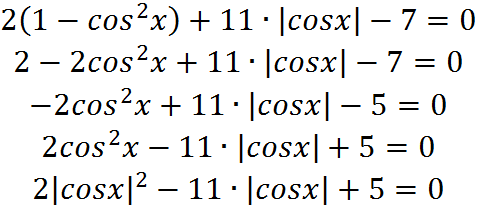 2(1 − cos²x) + 11 · |cosx| − 7 = 0
2 − 2cos²x + 11 · |cosx| − 7 = 0
−2cos²x + 11 · |cosx| − 5 = 0
2cos²x − 11 · |cosx| + 5 = 0
2|cosx|² − 11 · |cosx| + 5 = 0